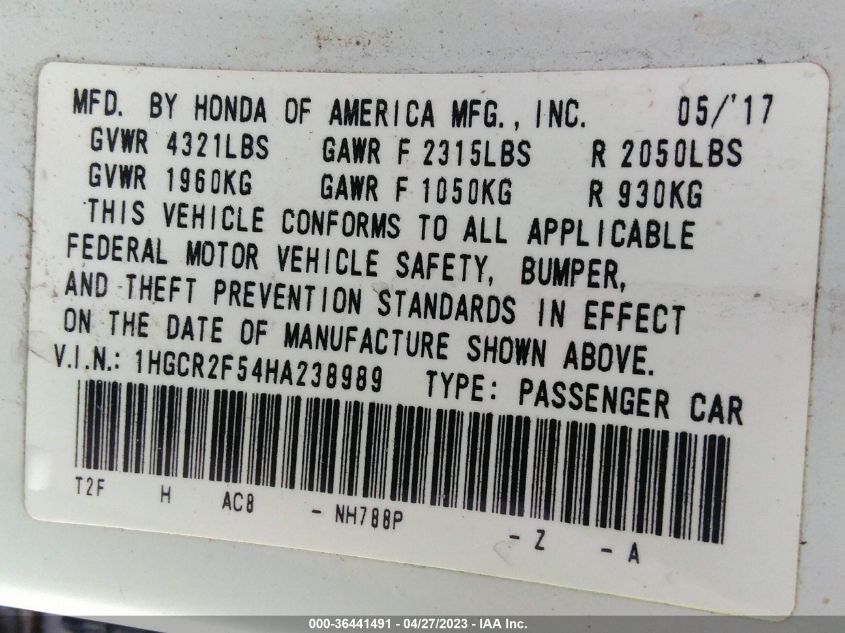 MFD. BY HONDA OF AMERICA MFG., INC. 05/'17
GVWR 4321LBS GAWR F 2315LBS R 2050LBS
GVWR 1960KG GAWR F 1050KG R 930KG
THIS VEHICLE CONFORMS TO ALL APPLICABLE
FEDERAL MOTOR VEHICLE SAFETY, BUMPER,
AND THEFT PREVENTION STANDARDS IN EFFECT
ON THE DATE OF MANUFACTURE SHOWN ABOVE.
V.I.N.: 1HGCR2F54HA238989 TYPE: PASSENGER CAR
T2F H AC8 - NH788P - Z - A
000-36441491 - 04/27/2023 - IAA Inc.